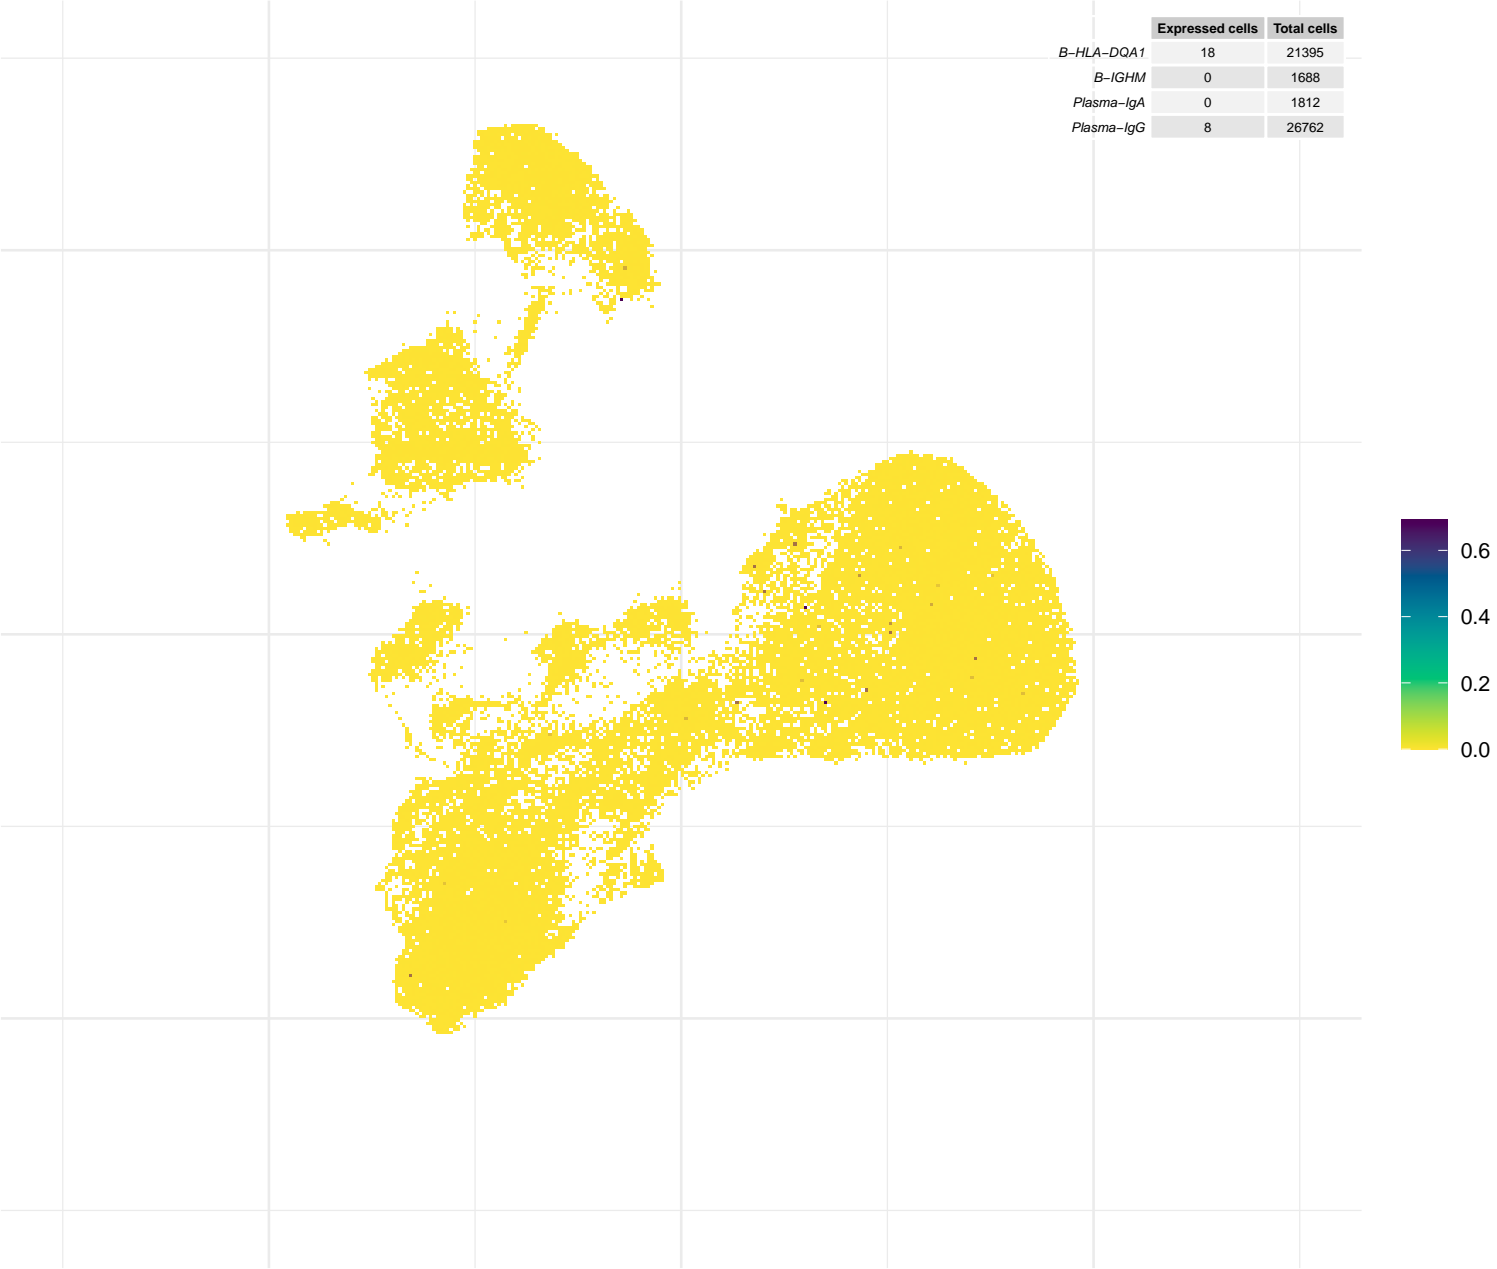 Expressed cells Total cells
B−HLA−DQA1 18 21395
B−IGHM 0 1688
Plasma−IgA 0 1812
Plasma−IgG 8 26762
0.6
0.4
0.2
0.0